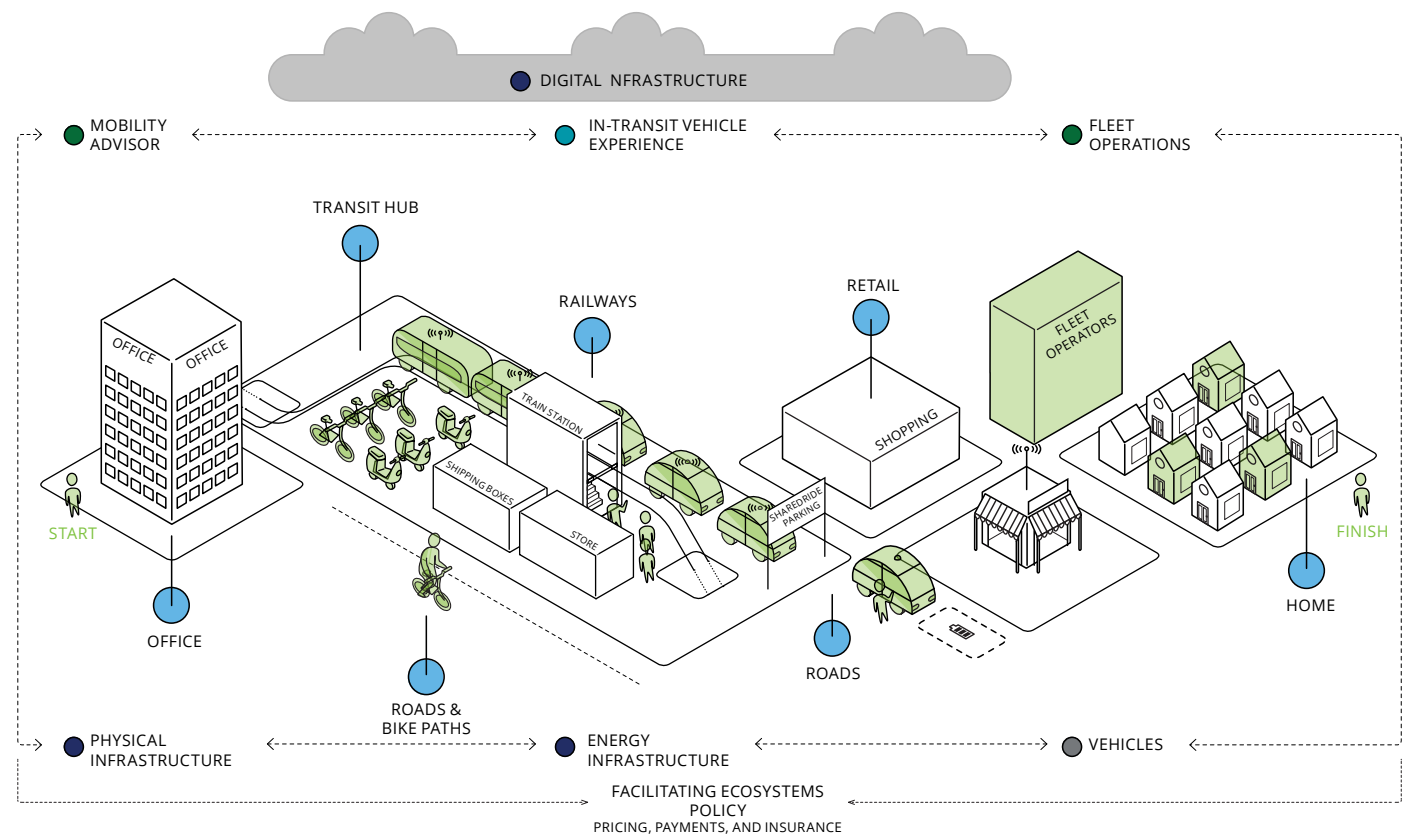 DIGITAL NFRASTRUCTURE
MOBILITY
ADVISOR
IN-TRANSIT VEHICLE
EXPERIENCE
FLEET
OPERATIONS
TRANSIT HUB
RAILWAYS
RETAIL
OFFICE
OFFICE
TRAIN STATION
SHIPPING BOXES
STORE
SHAREDRIDE
PARKING
SHOPPING
FLEET
OPERATORS
START
FINISH
OFFICE
ROADS &
BIKE PATHS
ROADS
HOME
PHYSICAL
INFRASTRUCTURE
ENERGY
INFRASTRUCTURE
VEHICLES
FACILITATING ECOSYSTEMS
POLICY
PRICING, PAYMENTS, AND INSURANCE